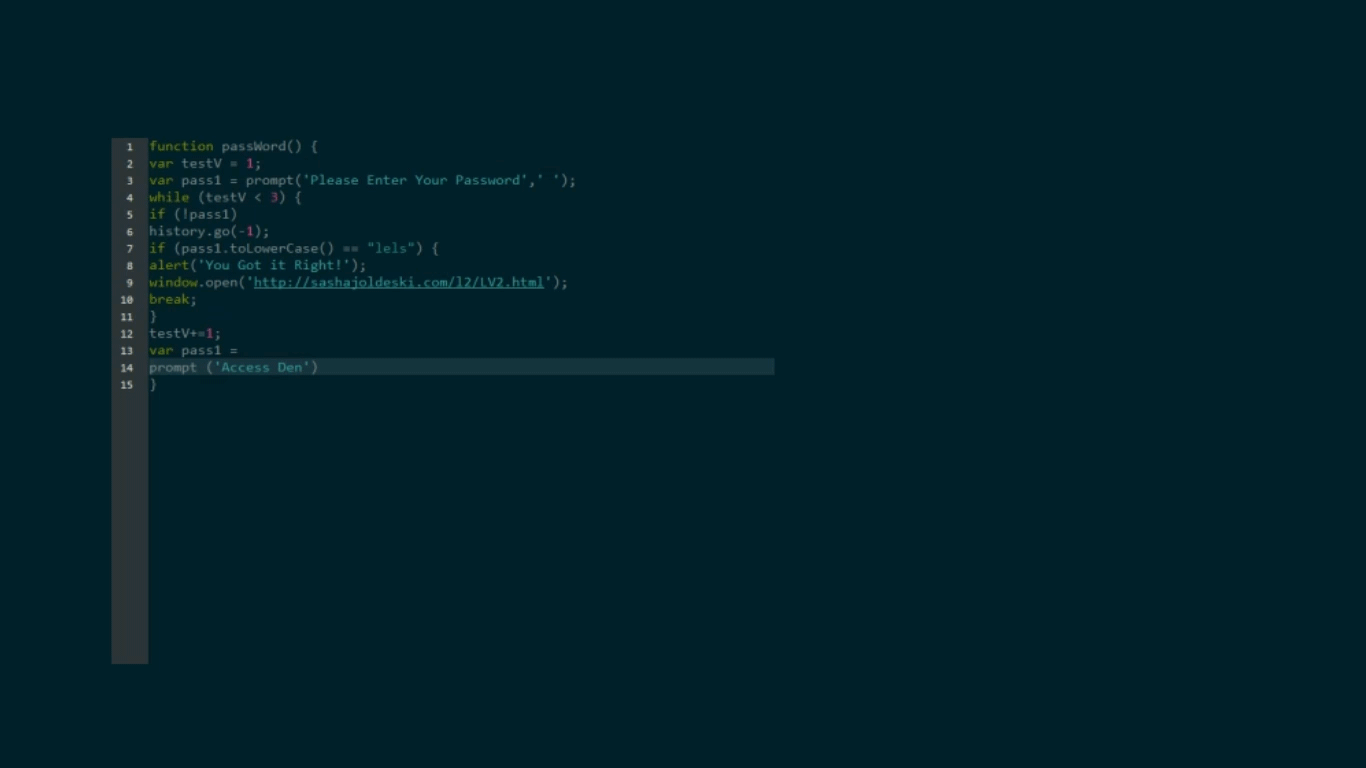 1 function passWord() {
2 var testV = 1;
3 var pass1 = prompt('Please Enter Your Password',' ');
4 while (testV < 3) {
5 if (!pass1)
6 history.go(-1);
7 if (pass1.toLowerCase() == "lels") {
8 alert('You Got it Right!');
9 window.open('http://sashajoldeski.com/l2/LV2.html');
10 break;
11 }
12 testV+=1;
13 var pass1 =
14 prompt ('Access Den')
15 }